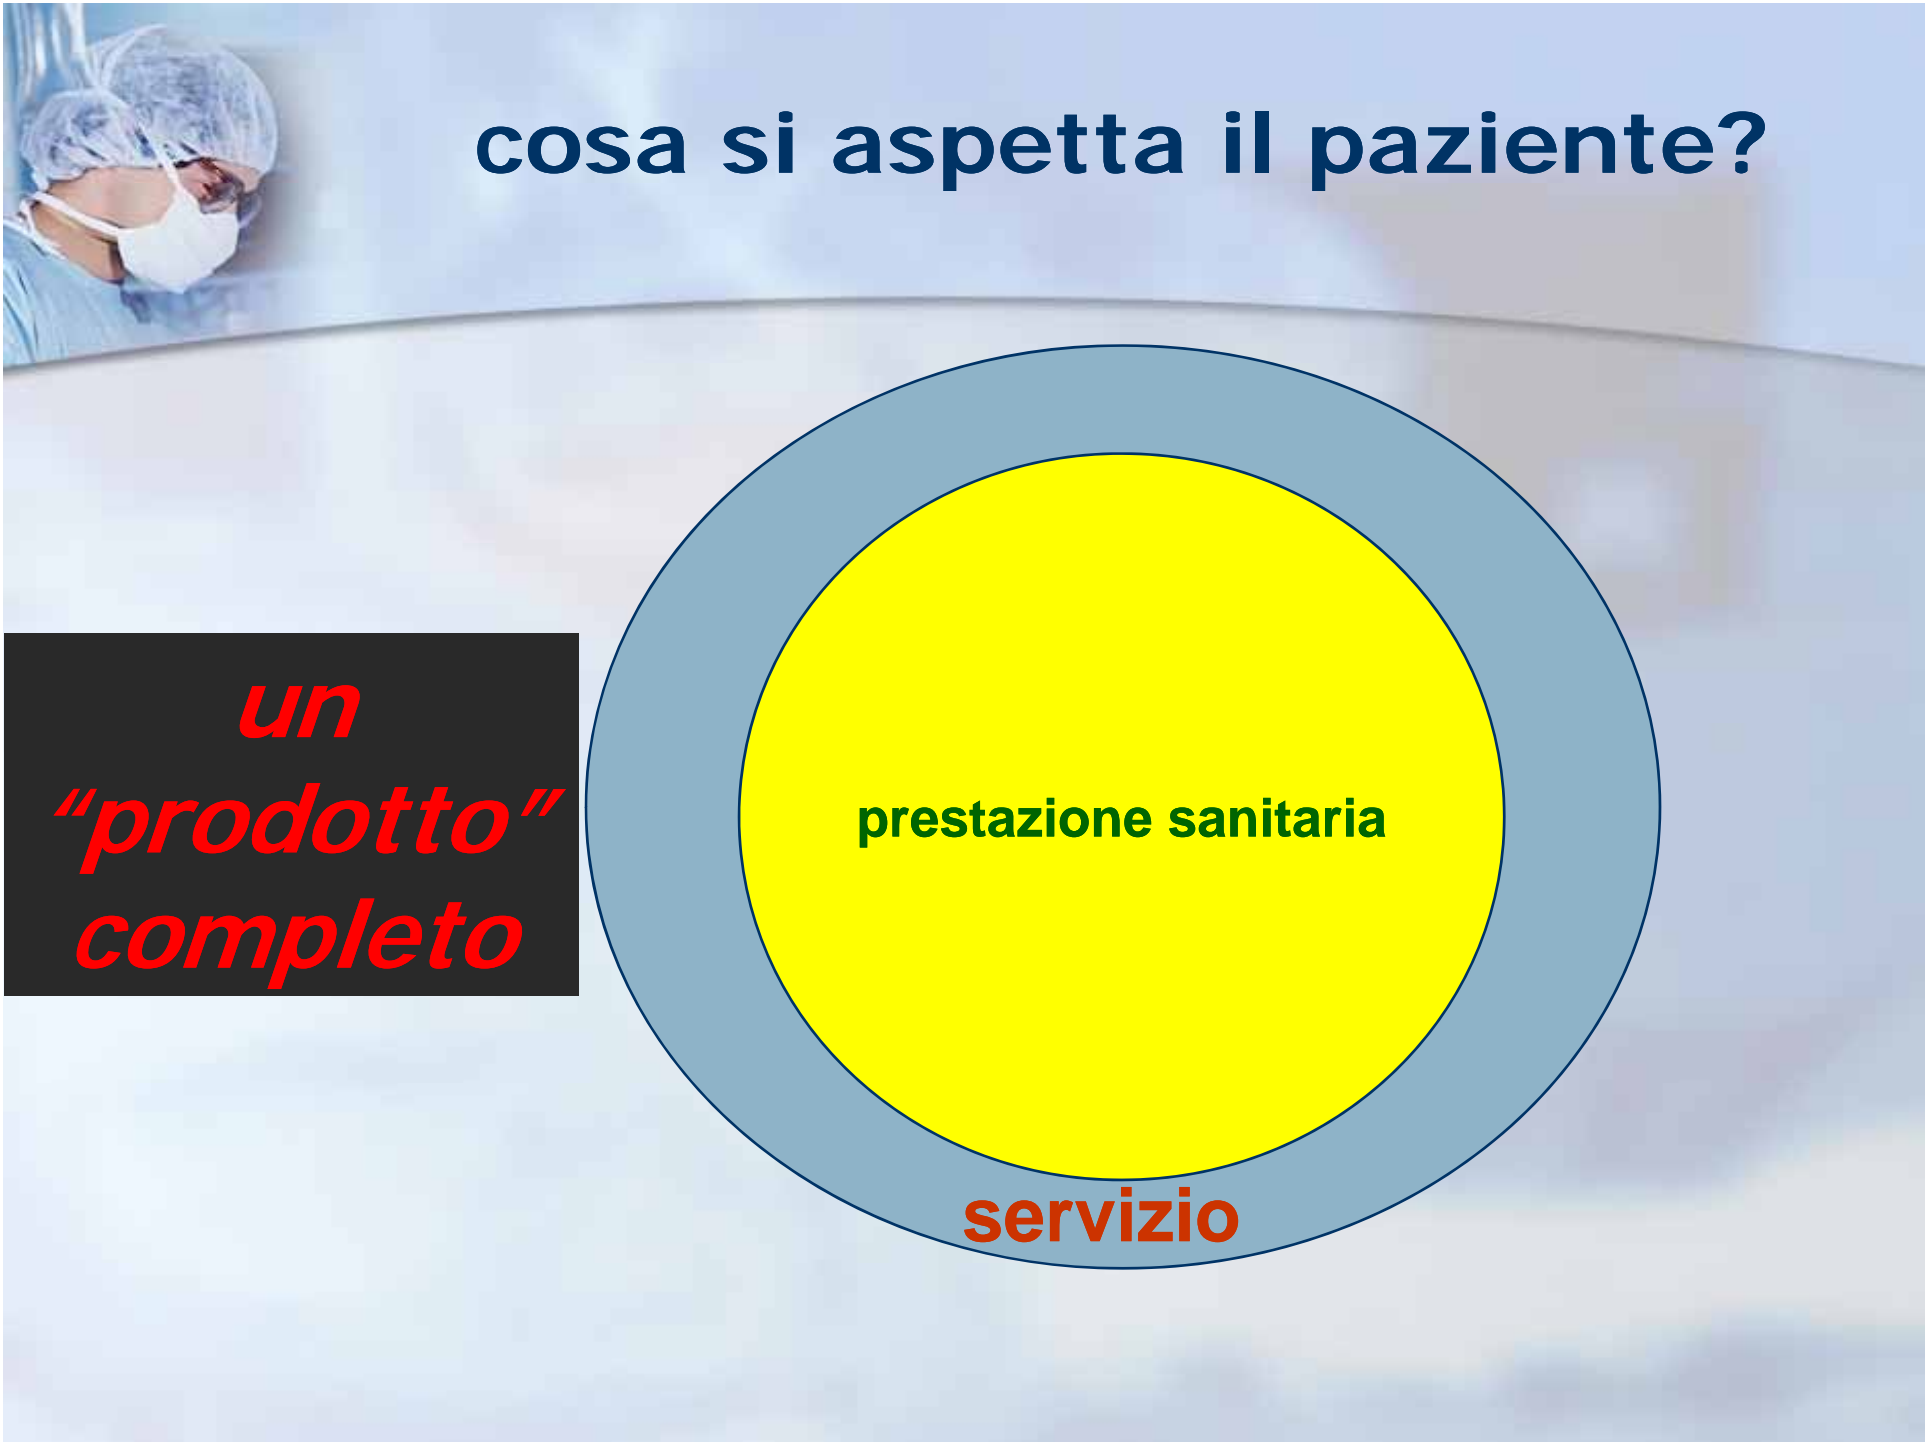 cosa si aspetta il paziente?
un
“prodotto”
completo
prestazione sanitaria
servizio